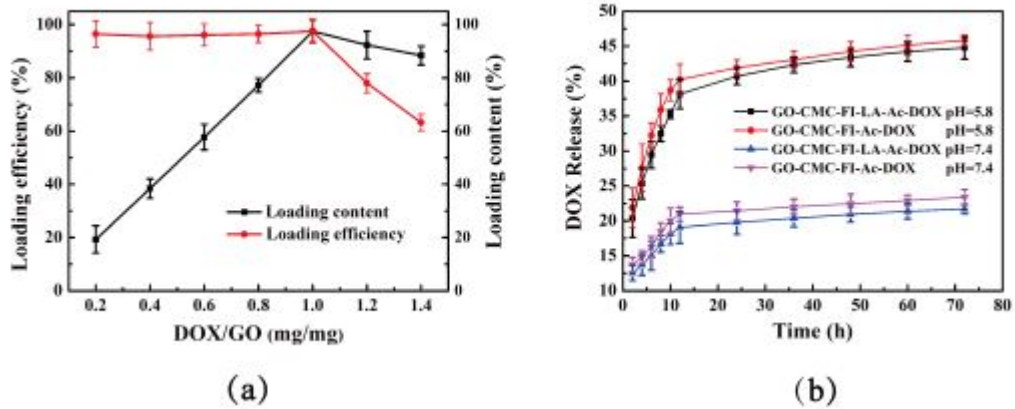 100
80
60
40
20
0
Loading efficiency (%)
100
80
60
40
20
0
Loading content (%)
Loading content
Loading efficiency
0.2 0.4 0.6 0.8 1.0 1.2 1.4
DOX/GO (mg/mg)
(a)
50
45
40
35
30
25
20
15
10
DOX Release (%)
GO-CMC-FI-LA-Ac-DOX pH=5.8
GO-CMC-FI-Ac-DOX pH=5.8
GO-CMC-FI-LA-Ac-DOX pH=7.4
GO-CMC-FI-Ac-DOX pH=7.4
0 10 20 30 40 50 60 70 80
Time (h)
(b)